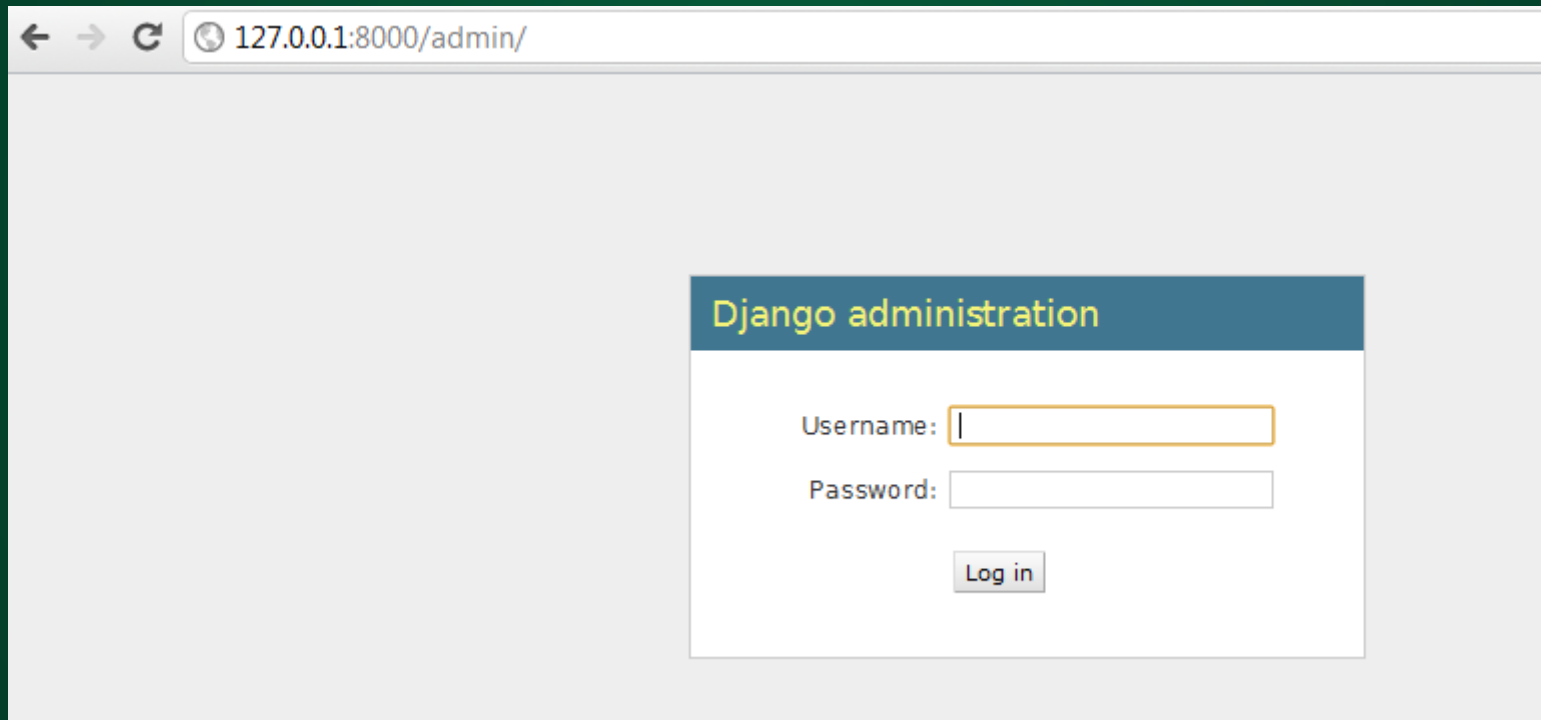 127.0.0.1:8000/admin/
Django administration
Username:
Password:
Log in